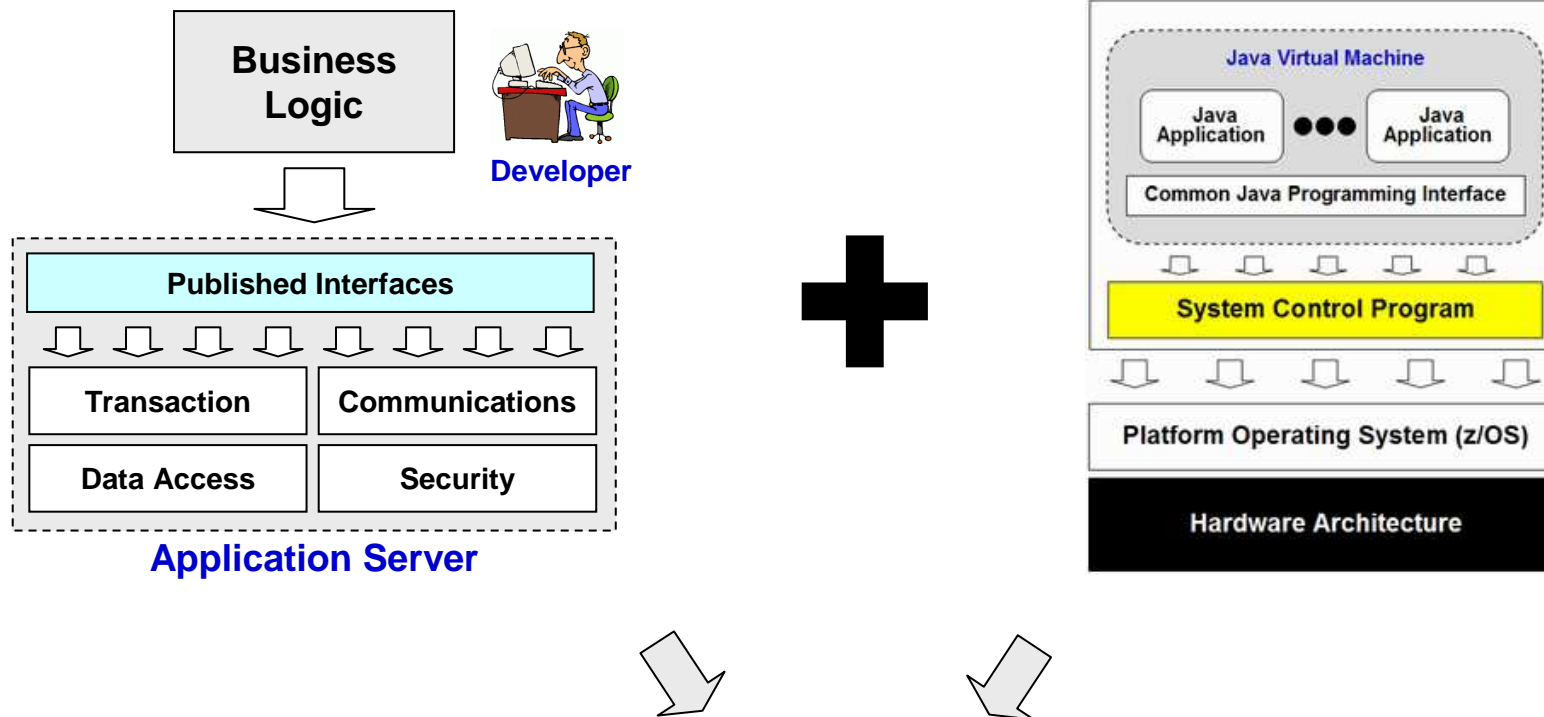 Business
Logic
Developer
Published Interfaces
Transaction
Communications
Data Access
Security
Application Server
Java Virtual Machine
Java
Application
Java
Application
Common Java Programming Interface
System Control Program
Platform Operating System (z/OS)
Hardware Architecture